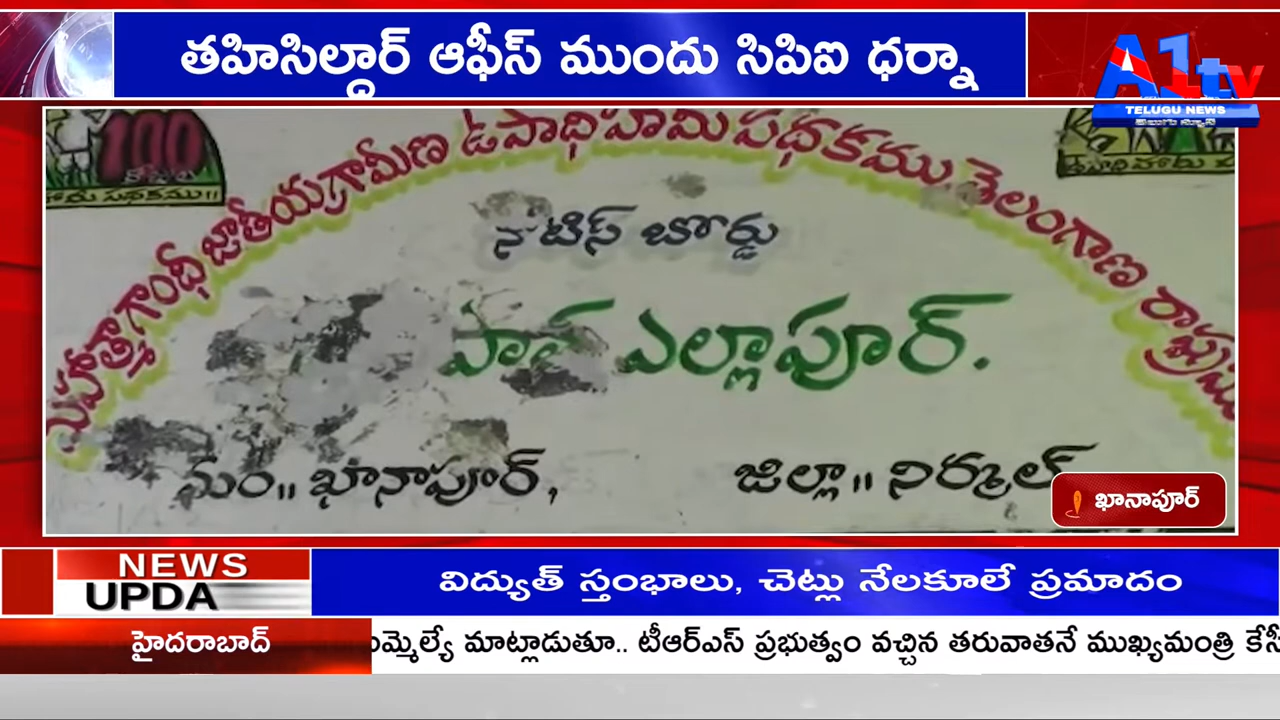 తహిసిల్దార్ ఆఫీస్ ముందు సిపిఐ ధర్నా
A1tv
TELUGU NEWS
తెలుగు న్యూస్
100
రోజుల
మహాత్మాగాంధీ జాతీయగ్రామీణ ఉపాధిహామి పథకము తెలంగాణ రాష్ట్రము
నోటిస్ బోర్డు
ఎల్లాపూర్.
మం,, ఖానాపూర్, జిల్లా,, నిర్మల్
ఖానాపూర్
NEWS
UPDA
విద్యుత్ స్తంభాలు, చెట్లు నేలకూలే ప్రమాదం
హైదరాబాద్
మాట్లాడుతూ.. టీఆర్ఎస్ ప్రభుత్వం వచ్చిన తరువాతనే ముఖ్యమంత్రి